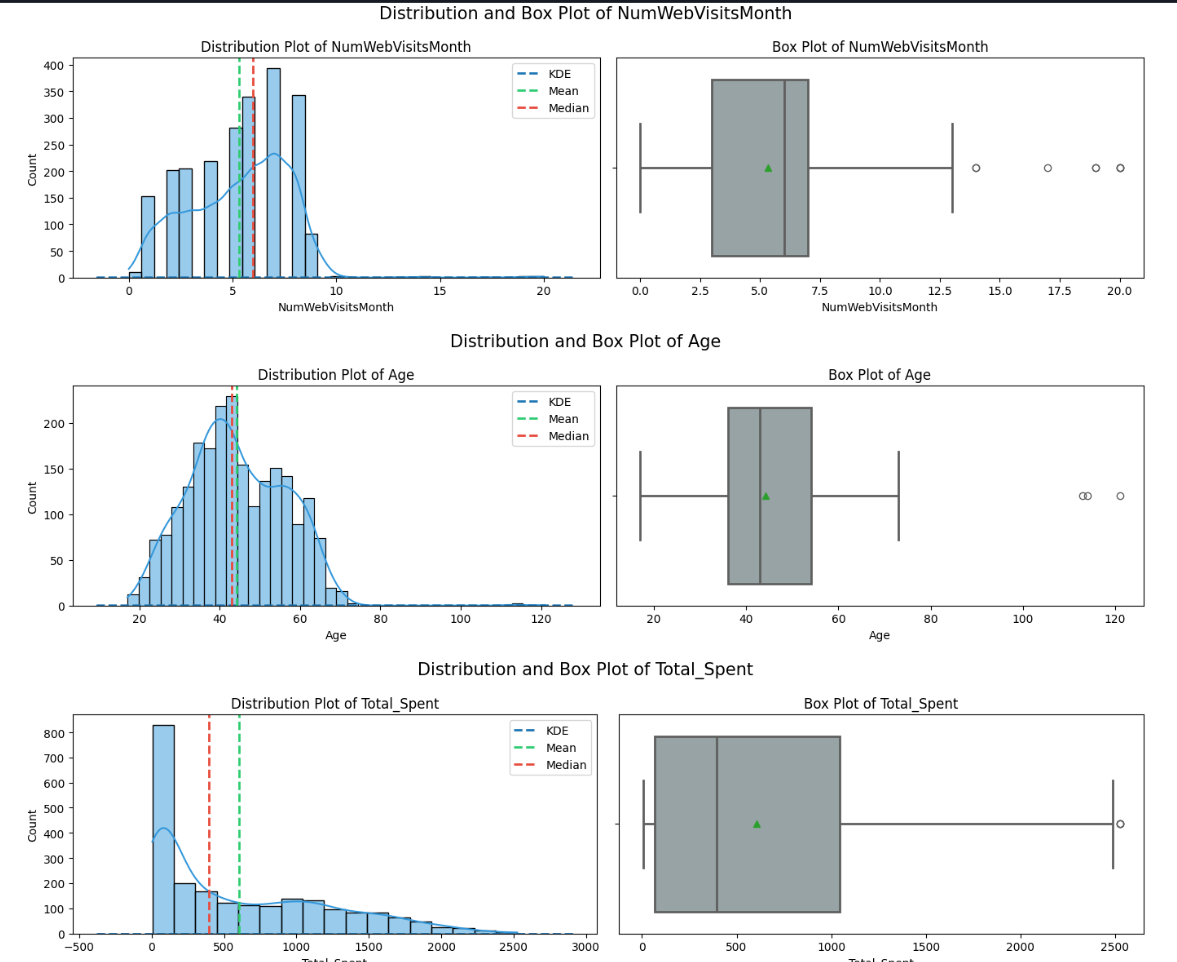 Distribution and Box Plot of NumWebVisitsMonth
Distribution Plot of NumWebVisitsMonth
Count
400
350
300
250
200
150
100
50
0
KDE
Mean
Median
0 5 10 15 20
NumWebVisitsMonth
Box Plot of NumWebVisitsMonth
0.0 2.5 5.0 7.5 10.0 12.5 15.0 17.5 20.0
NumWebVisitsMonth
Distribution and Box Plot of Age
Distribution Plot of Age
Count
200
150
100
50
0
KDE
Mean
Median
20 40 60 80 100 120
Age
Box Plot of Age
20 40 60 80 100 120
Age
Distribution and Box Plot of Total_Spent
Distribution Plot of Total_Spent
Count
800
700
600
500
400
300
200
100
0
KDE
Mean
Median
−500 0 500 1000 1500 2000 2500 3000
Total_Spent
Box Plot of Total_Spent
0 500 1000 1500 2000 2500
Total_Spent